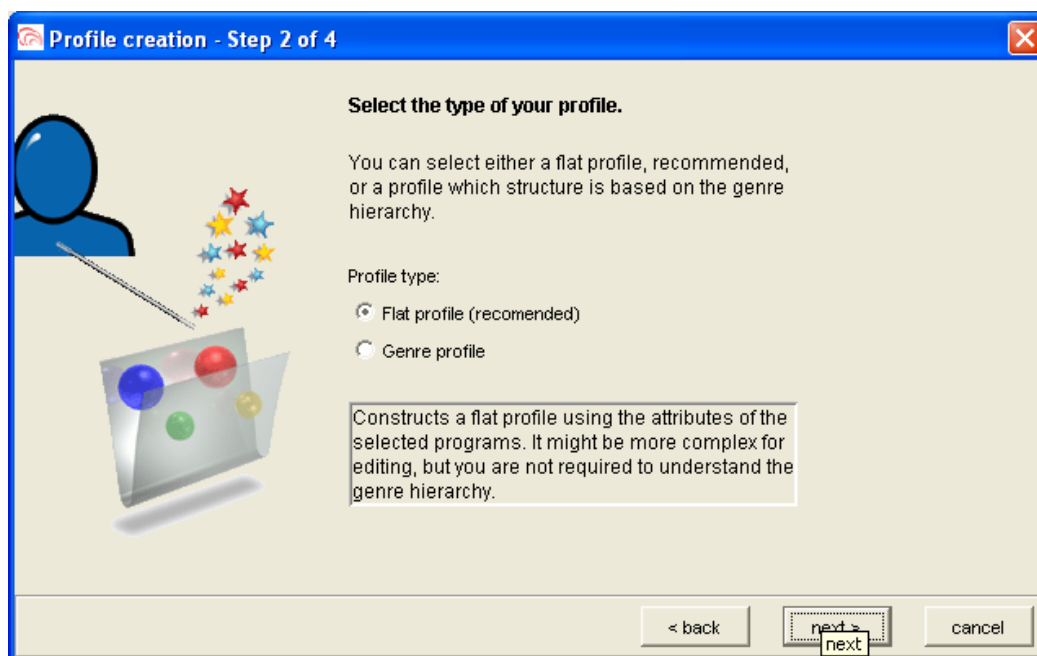 Profile creation - Step 2 of 4
Select the type of your profile.
You can select either a flat profile, recommended,
or a profile which structure is based on the genre
hierarchy.
Profile type:
Flat profile (recomended)
Genre profile
Constructs a flat profile using the attributes of the
selected programs. It might be more complex for
editing, but you are not required to understand the
genre hierarchy.
< back
next >
cancel
next